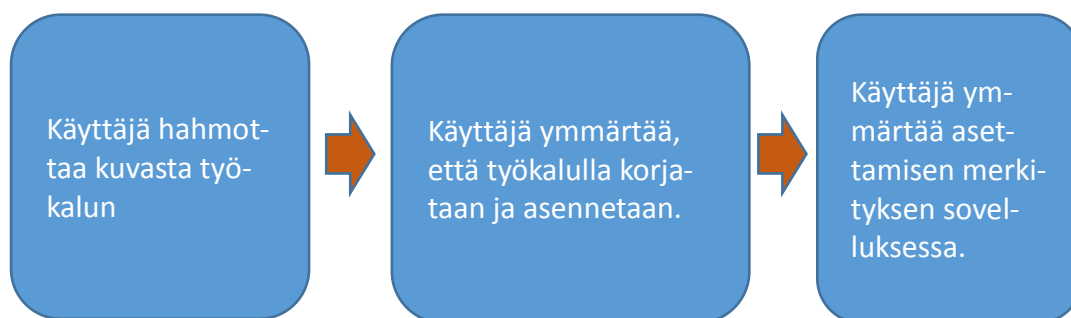 Käyttäjä hahmot-
taa kuvasta työ-
kalun
Käyttäjä ymmärtää,
että työkalulla korja-
taan ja asennetaan.
Käyttäjä ym-
märtää aset-
tamisen merki-
tyksen sovel-
luksessa.